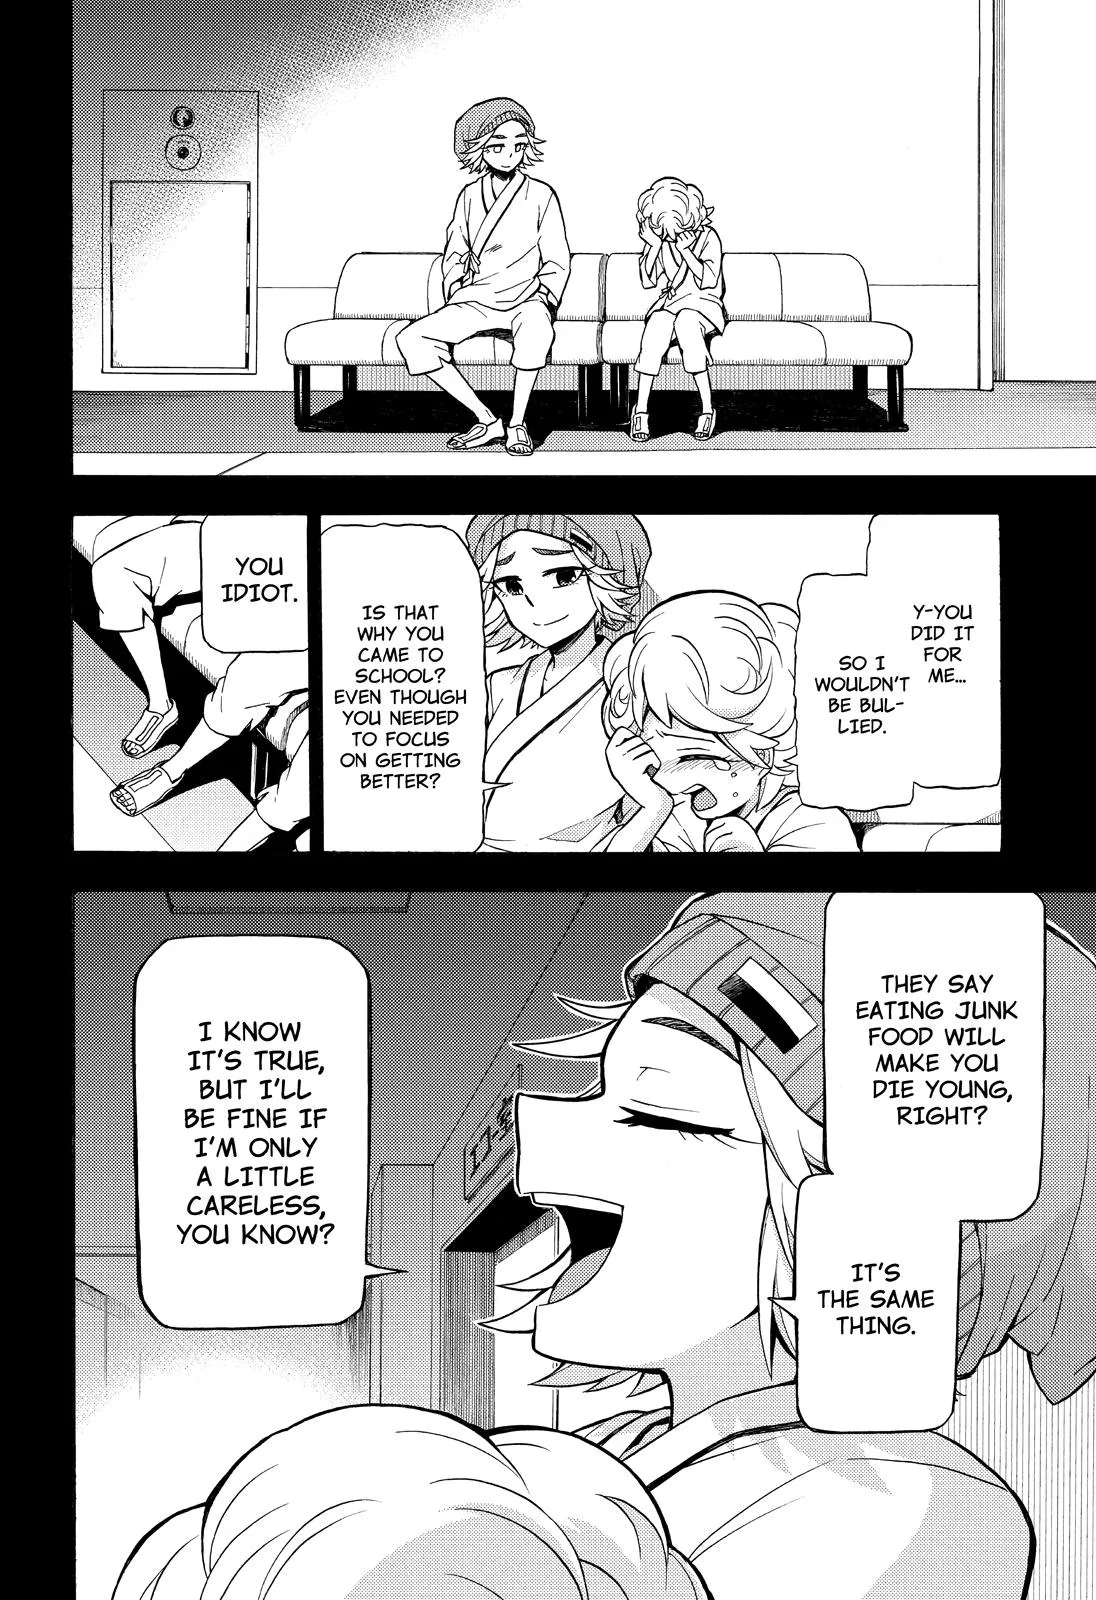 Y-YOU
DID IT
FOR
ME...
SO I
WOULDN'T
BE BUL-
LIED.
IS THAT
WHY YOU
CAME TO
SCHOOL?
EVEN THOUGH
YOU NEEDED
TO FOCUS
ON GETTING
BETTER?
YOU
IDIOT.
THEY SAY
EATING JUNK
FOOD WILL
MAKE YOU
DIE YOUNG,
RIGHT?
IT'S
THE SAME
THING.
I KNOW
IT'S TRUE,
BUT I'LL
BE FINE IF
I'M ONLY
A LITTLE
CARELESS,
YOU KNOW?